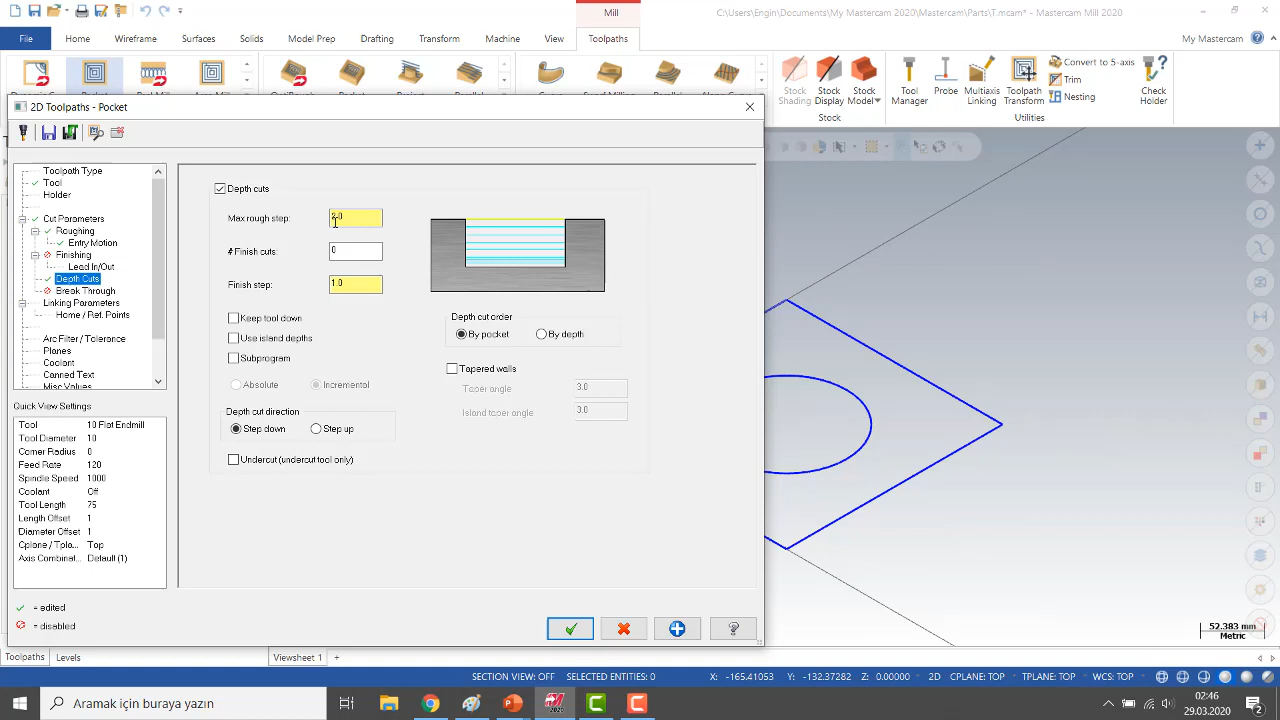 Mill
C:\Users\Engin\Documents\My Mastercam 2020\Mastercam\Parts\T.mcam* - Mastercam Mill 2020
File
Home
Wireframe
Surfaces
Solids
Model Prep
Drafting
Transform
Machine
View
Toolpaths
My Mastercam
Stock
Shading
Stock
Display
Stock
Model
Stock
Tool
Manager
Probe
Multiaxis
Linking
Toolpath
Transform
Convert to 5-axis
Trim
Nesting
Utilities
Check
Holder
2D Toolpaths - Pocket
Toolpath Type
Tool
Holder
Cut Parameters
Roughing
Entry Motion
Finishing
Lead In/Out
Depth Cuts
Break Through
Linking Parameters
Home / Ref. Points
Arc Filter / Tolerance
Planes
Coolant
Canned Text
Misc Values
Quick View Settings
Tool 10 Flat Endmill
Tool Diameter 10
Corner Radius 0
Feed Rate 120
Spindle Speed 1000
Coolant Off
Tool Length 75
Length Offset 1
Diameter Offset 1
Cplane / Tpla... Top
Axis Combinat... Default (1)
= edited
= disabled
Depth cuts
Max rough step:
# Finish cuts: 0
Finish step: 1.0
Keep tool down
Use island depths
Subprogram
Absolute Incremental
Depth cut direction
Step down Step up
Undercut (undercut tool only)
Depth cut order
By pocket By depth
Tapered walls
Taper angle 3.0
Island taper angle 3.0
52.383 mm
Metric
Toolpaths Levels
Viewsheet 1 +
SECTION VIEW: OFF SELECTED ENTITIES: 0 X: -165.41053 Y: -132.37282 Z: 0.00000 2D CPLANE: TOP TPLANE: TOP WCS: TOP
Aramak için buraya yazın
02:46
29.03.2020
2